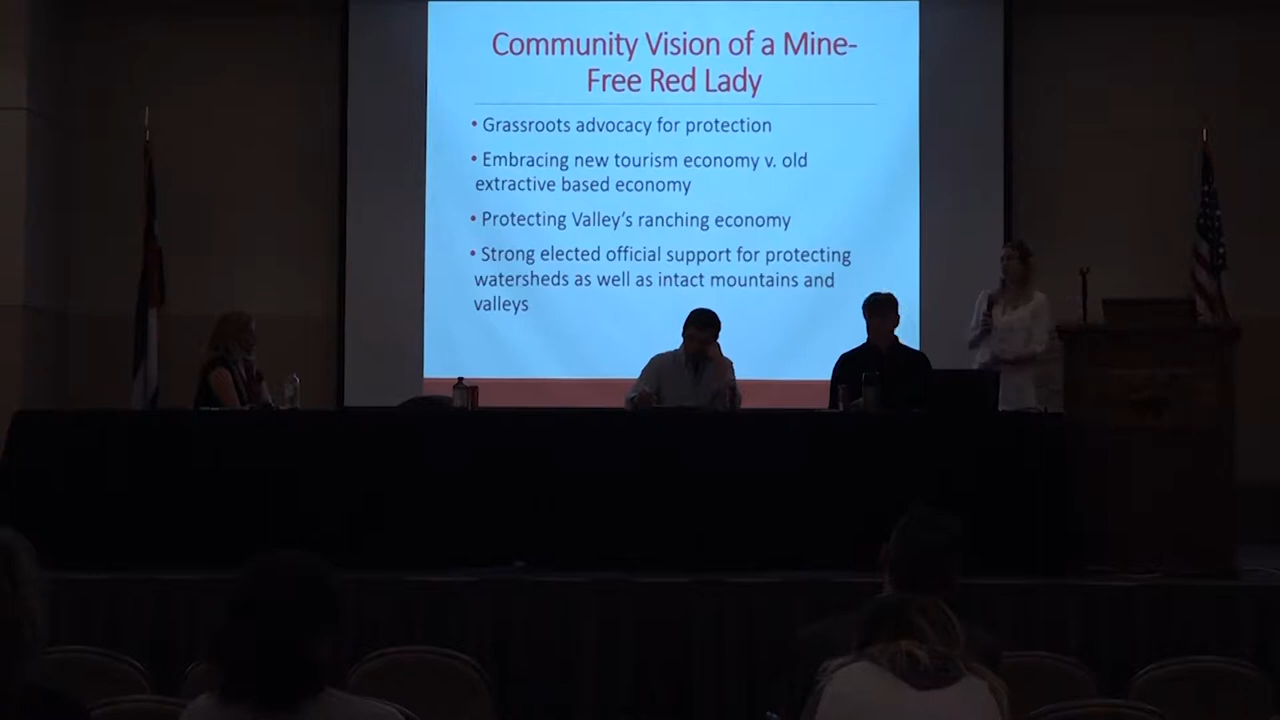 Community Vision of a Mine-
Free Red Lady
• Grassroots advocacy for protection
• Embracing new tourism economy v. old
extractive based economy
• Protecting Valley's ranching economy
• Strong elected official support for protecting
watersheds as well as intact mountains and
valleys